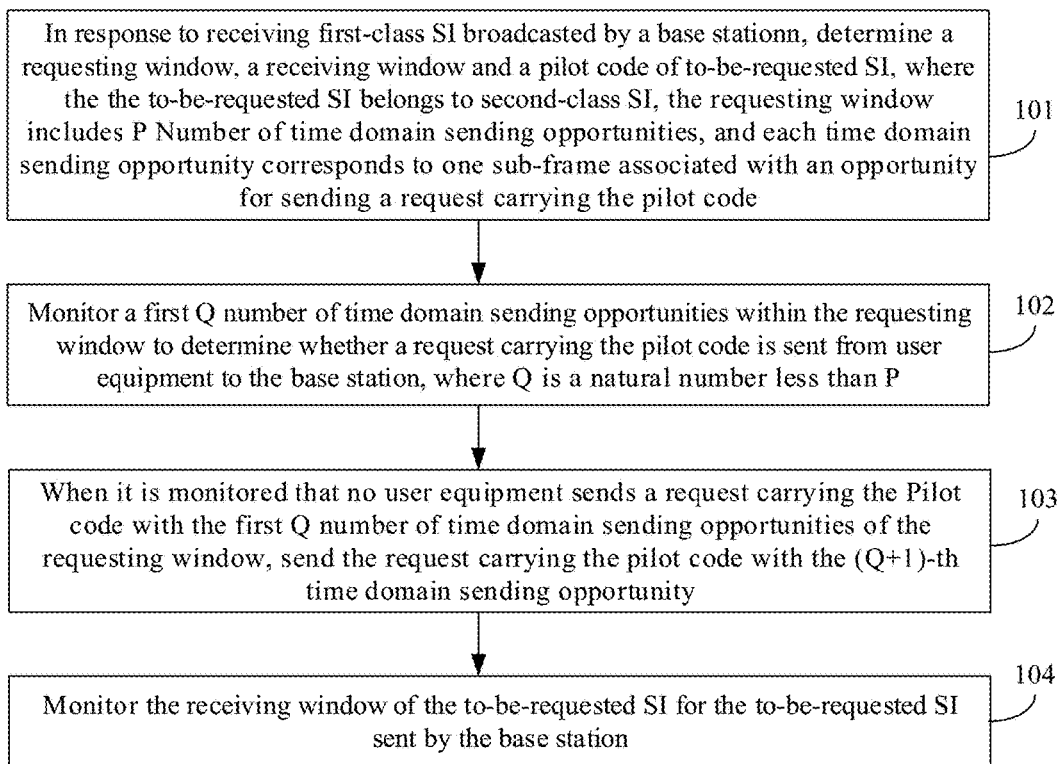 In response to receiving first-class SI broadcasted by a base stationn, determine a
requesting window, a receiving window and a pilot code of to-be-requested SI, where
the the to-be-requested SI belongs to second-class SI, the requesting window
includes P Number of time domain sending opportunities, and each time domain
sending opportunity corresponds to one sub-frame associated with an opportunity
for sending a request carrying the pilot code
101
Monitor a first Q number of time domain sending opportunities within the requesting
window to determine whether a request carrying the pilot code is sent from user
equipment to the base station, where Q is a natural number less than P
102
When it is monitored that no user equipment sends a request carrying the Pilot
code with the first Q number of time domain sending opportunities of the
requesting window, send the request carrying the pilot code with the (Q+1)-th
time domain sending opportunity
103
Monitor the receiving window of the to-be-requested SI for the to-be-requested SI
sent by the base station
104